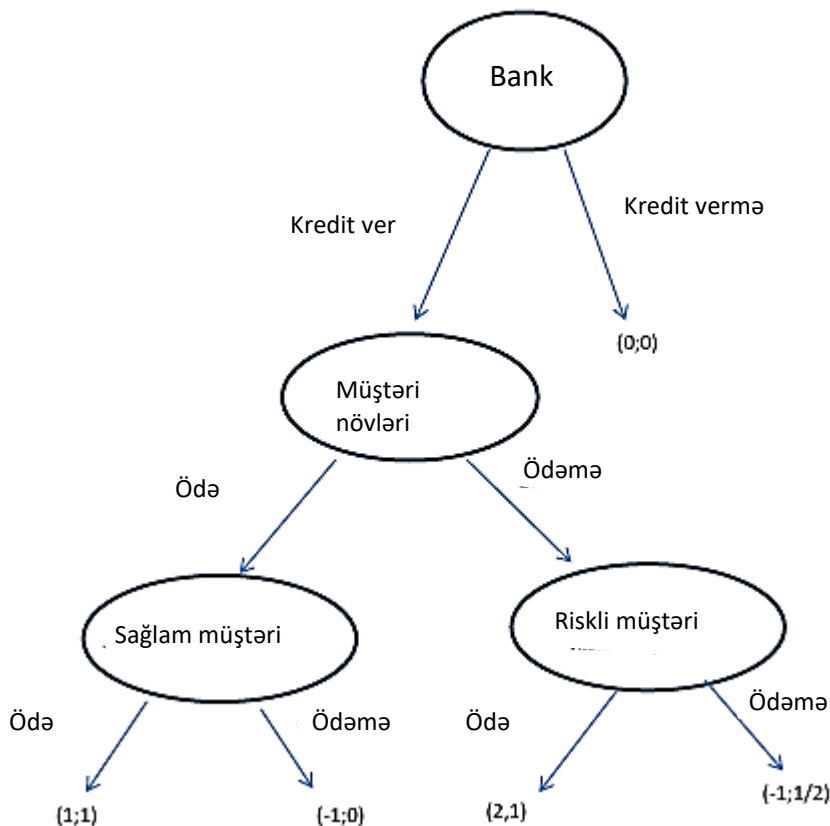 Bank
Kredit ver
Kredit vermə
(0;0)
Müştəri
növləri
Ödə
Ödəmə
Sağlam müştəri
Riskli müştəri
Ödə
Ödəmə
Ödə
Ödəmə
(1;1)
(-1;0)
(2,1)
(-1;1/2)